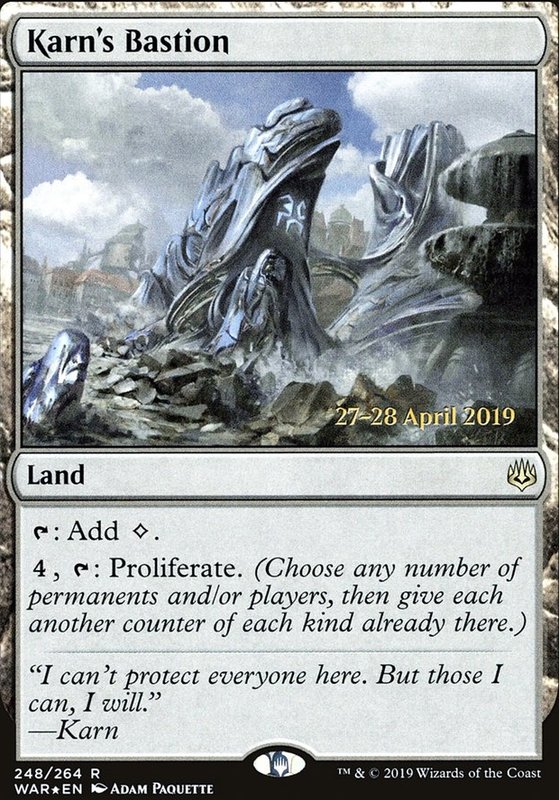 Karn's Bastion
27–28 April 2019
Land
: Add .
4 , : Proliferate. (Choose any number of
permanents and/or players, then give each
another counter of each kind already there.)
“I can't protect everyone here. But those I
can, I will.”
—Karn
248/264 R
WAR★EN Adam Paquette
™ & © 2019 Wizards of the Coast